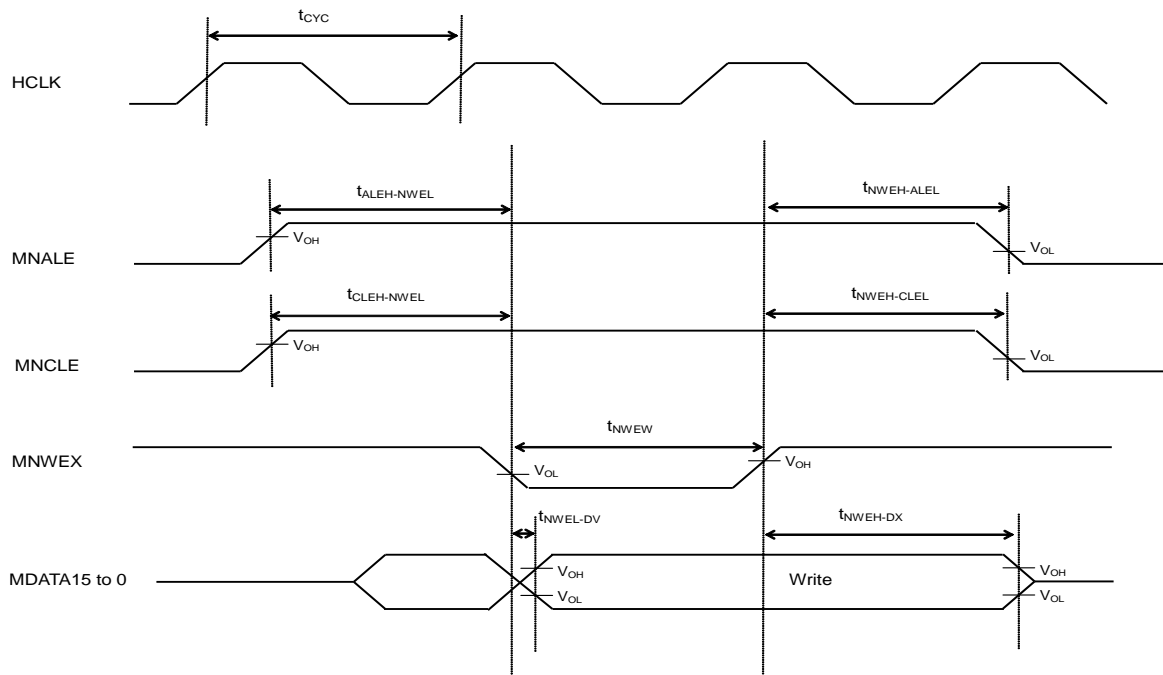 tCYC
HCLK
tALEH-NWEL
tNWEH-ALEL
VOH
MNALE
VOL
tCLEH-NWEL
tNWEH-CLEL
VOH
MNCLE
VOL
tNWEW
MNWEX
VOL
VOH
tNWEL-DV
tNWEH-DX
MDATA15 to 0
VOH
Write
VOH
VOL
VOL